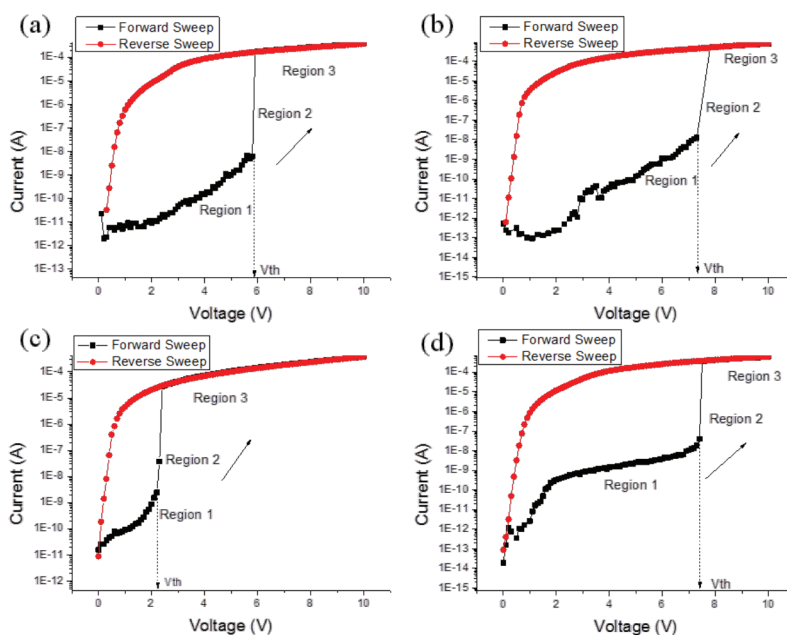 (a)
Forward Sweep
Reverse Sweep
1E-4
1E-5
1E-6
1E-7
1E-8
1E-9
1E-10
1E-11
1E-12
1E-13
Current (A)
Region 3
Region 2
Region 1
Vth
0 2 4 6 8 10
Voltage (V)
(b)
Forward Sweep
Reverse Sweep
1E-4
1E-5
1E-6
1E-7
1E-8
1E-9
1E-10
1E-11
1E-12
1E-13
1E-14
1E-15
Current (A)
Region 3
Region 2
Region 1
Vth
0 2 4 6 8 10
Voltage (V)
(c)
Forward Sweep
Reverse Sweep
1E-4
1E-5
1E-6
1E-7
1E-8
1E-9
1E-10
1E-11
1E-12
Current (A)
Region 3
Region 2
Region 1
Vth
0 2 4 6 8 10
Voltage (V)
(d)
Forward Sweep
Reverse Sweep
1E-4
1E-5
1E-6
1E-7
1E-8
1E-9
1E-10
1E-11
1E-12
1E-13
1E-14
1E-15
Current (A)
Region 3
Region 2
Region 1
Vth
0 2 4 6 8 10
Voltage (V)